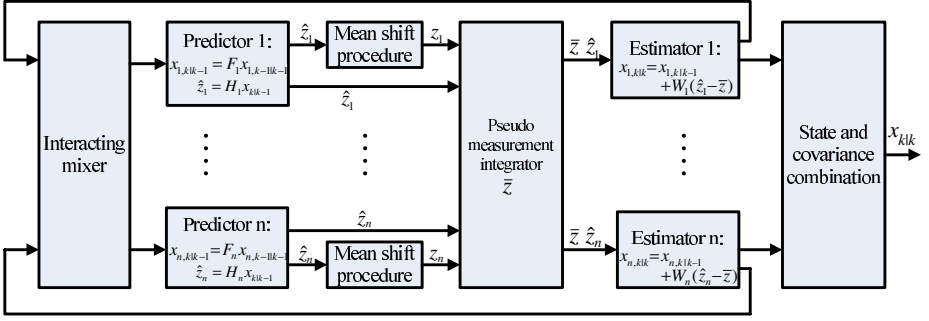 Interacting
mixer
Predictor 1:
x_{1,k|k-1} = F_1 x_{1,k-1|k-1}
ẑ_1 = H_1 x_{k|k-1}
ẑ_1
Mean shift
procedure
z_1
ẑ_1
Predictor n:
x_{n,k|k-1} = F_n x_{n,k-1|k-1}
ẑ_n = H_n x_{k|k-1}
ẑ_n
ẑ_n
Mean shift
procedure
z_n
Pseudo
measurement
integrator
z̄
z̄ ẑ_1
Estimator 1:
x_{1,k|k} = x_{1,k|k-1}
+W_1(ẑ_1−z̄)
z̄ ẑ_n
Estimator n:
x_{n,k|k} = x_{n,k|k-1}
+W_n(ẑ_n−z̄)
State and
covariance
combination
x_{k|k}